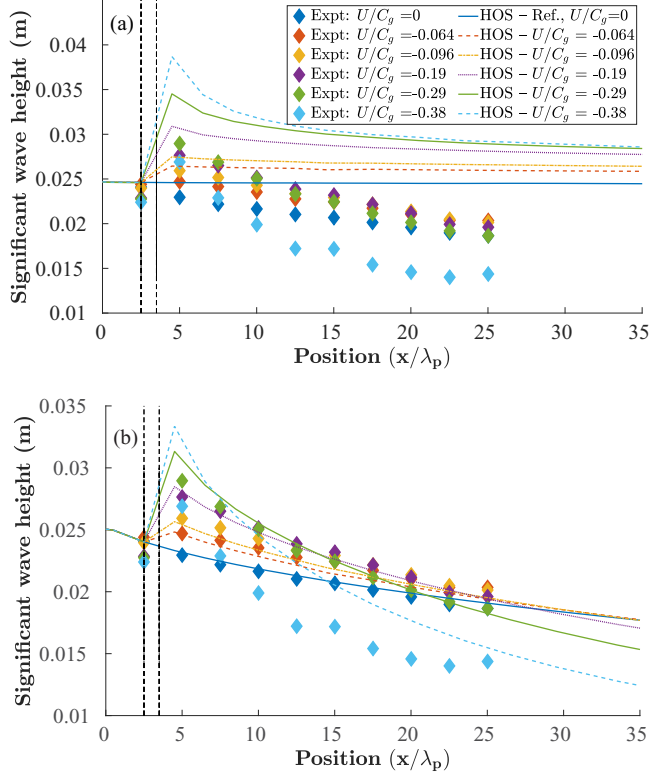 (a)
Expt: U/C_g =0
Expt: U/C_g =-0.064
Expt: U/C_g =-0.096
Expt: U/C_g =-0.19
Expt: U/C_g =-0.29
Expt: U/C_g =-0.38
HOS – Ref., U/C_g=0
HOS – U/C_g = -0.064
HOS – U/C_g = -0.096
HOS – U/C_g = -0.19
HOS – U/C_g = -0.29
HOS – U/C_g = -0.38
Significant wave height (m)
0.04
0.035
0.03
0.025
0.02
0.015
0.01
0 5 10 15 20 25 30 35
Position (x/λ_p)
(b)
Significant wave height (m)
0.035
0.03
0.025
0.02
0.015
0.01
0 5 10 15 20 25 30 35
Position (x/λ_p)